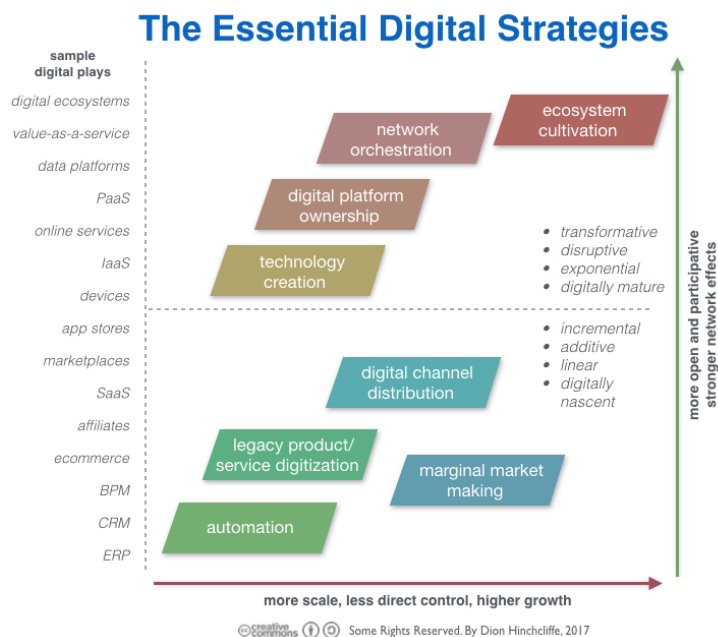 The Essential Digital Strategies
sample
digital plays
digital ecosystems
value-as-a-service
data platforms
PaaS
online services
IaaS
devices
app stores
marketplaces
SaaS
affiliates
ecommerce
BPM
CRM
ERP
ecosystem
cultivation
network
orchestration
digital platform
ownership
technology
creation
• transformative
• disruptive
• exponential
• digitally mature
• incremental
• additive
• linear
• digitally
nascent
digital channel
distribution
legacy product/
service digitization
marginal market
making
automation
more open and participative
stronger network effects
more scale, less direct control, higher growth
cc creative
commons
Some Rights Reserved. By Dion Hinchcliffe, 2017